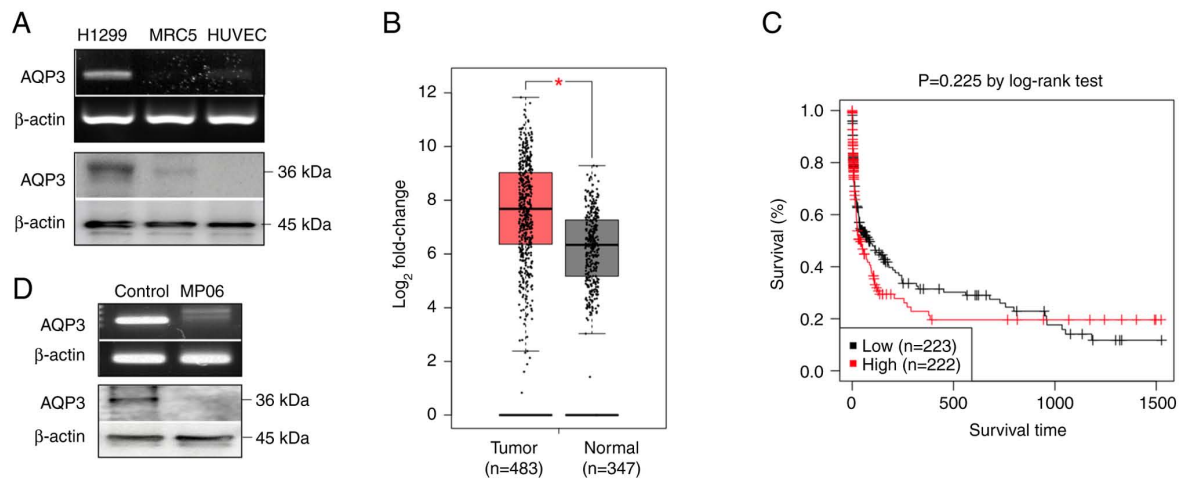 A
H1299 MRC5 HUVEC
AQP3
β-actin
AQP3
36 kDa
β-actin
45 kDa
B
Log2 fold-change
12
10
8
6
4
2
0
*
Tumor
(n=483)
Normal
(n=347)
C
P=0.225 by log-rank test
Survival (%)
1.0
0.8
0.6
0.4
0.2
0.0
Low (n=223)
High (n=222)
0 500 1000 1500
Survival time
D
Control MP06
AQP3
β-actin
AQP3
36 kDa
β-actin
45 kDa